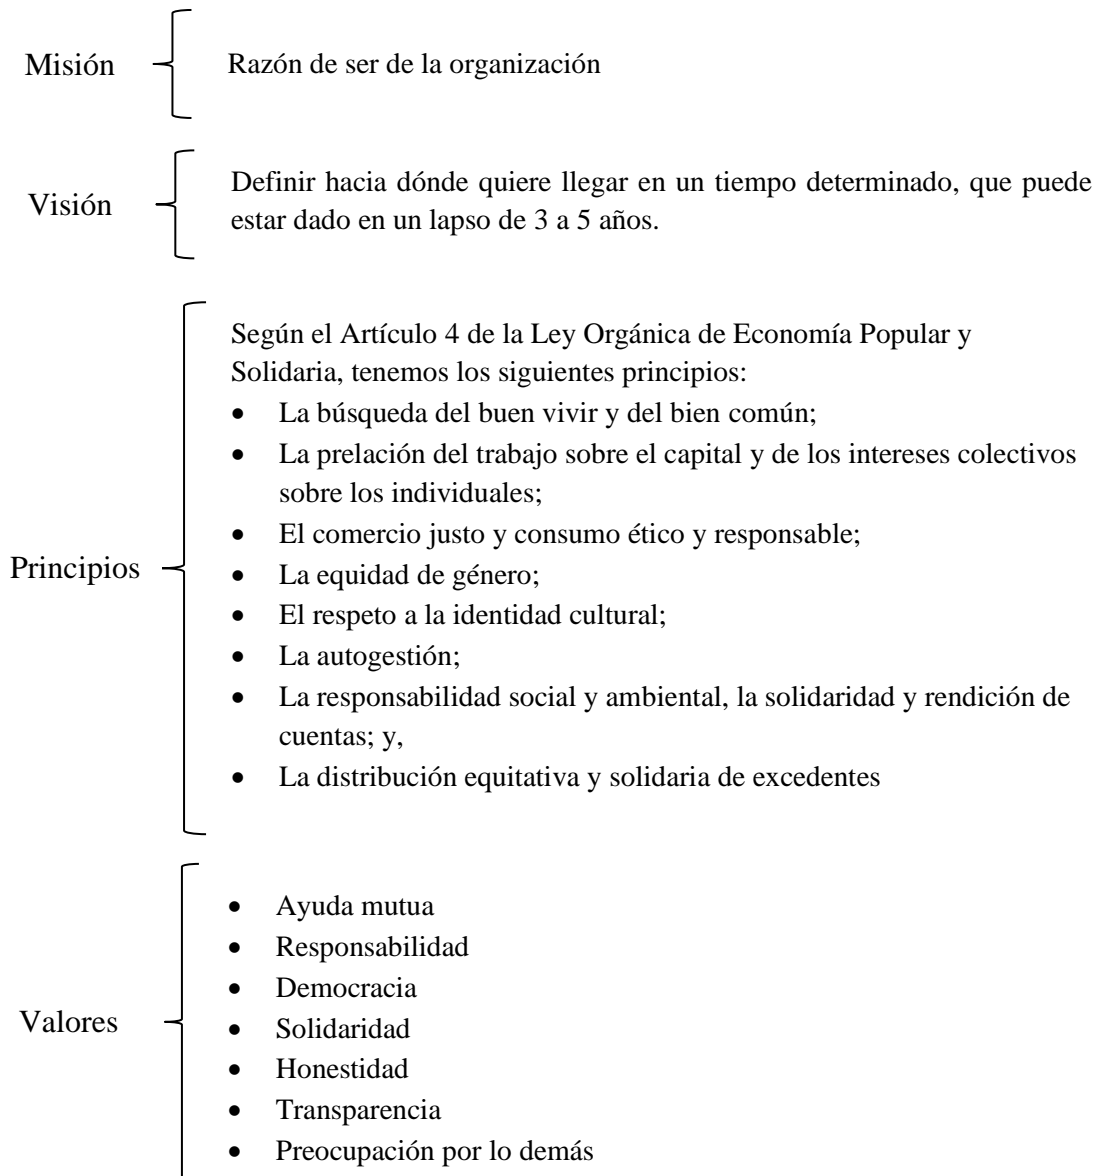 Misión
Razón de ser de la organización
Visión
Definir hacia dónde quiere llegar en un tiempo determinado, que puede
estar dado en un lapso de 3 a 5 años.
Principios
Según el Artículo 4 de la Ley Orgánica de Economía Popular y
Solidaria, tenemos los siguientes principios:
• La búsqueda del buen vivir y del bien común;
• La prelación del trabajo sobre el capital y de los intereses colectivos
sobre los individuales;
• El comercio justo y consumo ético y responsable;
• La equidad de género;
• El respeto a la identidad cultural;
• La autogestión;
• La responsabilidad social y ambiental, la solidaridad y rendición de
cuentas; y,
• La distribución equitativa y solidaria de excedentes
Valores
• Ayuda mutua
• Responsabilidad
• Democracia
• Solidaridad
• Honestidad
• Transparencia
• Preocupación por lo demás